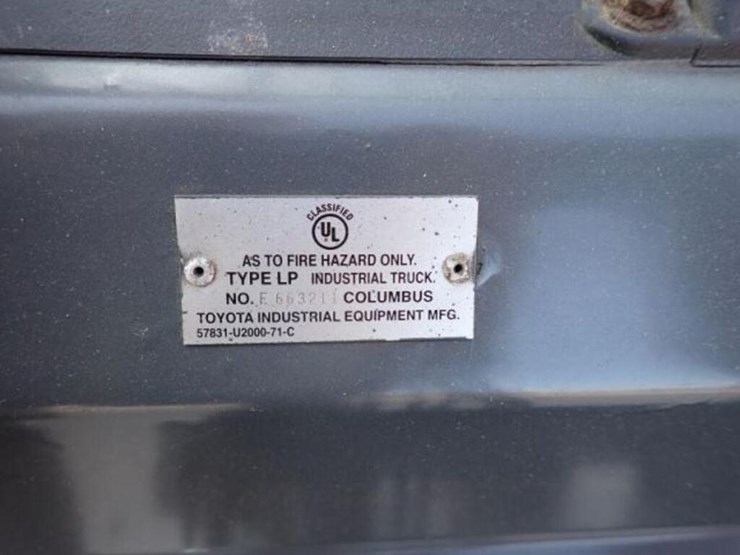 CLASSIFIED
UL
AS TO FIRE HAZARD ONLY.
TYPE LP INDUSTRIAL TRUCK.
NO. E 663211 COLUMBUS
TOYOTA INDUSTRIAL EQUIPMENT MFG.
57831-U2000-71-C